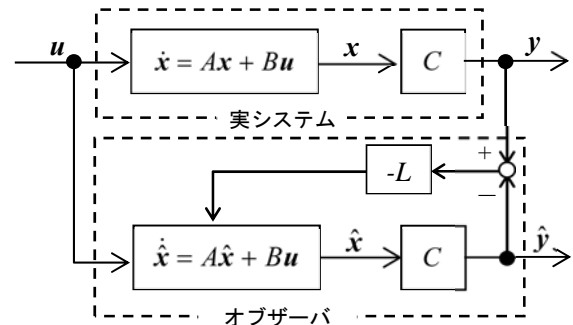 u
ẋ = Ax + Bu
x
C
y
実システム
+
-L
−
x̂̇ = Ax̂ + Bu
x̂
C
ŷ
オブザーバ